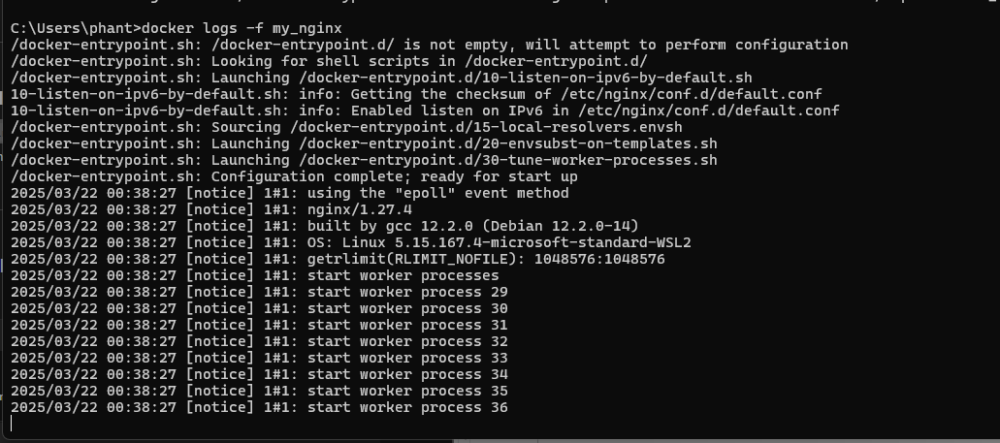 C:\Users\phant>docker logs -f my_nginx
/docker-entrypoint.sh: /docker-entrypoint.d/ is not empty, will attempt to perform configuration
/docker-entrypoint.sh: Looking for shell scripts in /docker-entrypoint.d/
/docker-entrypoint.sh: Launching /docker-entrypoint.d/10-listen-on-ipv6-by-default.sh
10-listen-on-ipv6-by-default.sh: info: Getting the checksum of /etc/nginx/conf.d/default.conf
10-listen-on-ipv6-by-default.sh: info: Enabled listen on IPv6 in /etc/nginx/conf.d/default.conf
/docker-entrypoint.sh: Sourcing /docker-entrypoint.d/15-local-resolvers.envsh
/docker-entrypoint.sh: Launching /docker-entrypoint.d/20-envsubst-on-templates.sh
/docker-entrypoint.sh: Launching /docker-entrypoint.d/30-tune-worker-processes.sh
/docker-entrypoint.sh: Configuration complete; ready for start up
2025/03/22 00:38:27 [notice] 1#1: using the "epoll" event method
2025/03/22 00:38:27 [notice] 1#1: nginx/1.27.4
2025/03/22 00:38:27 [notice] 1#1: built by gcc 12.2.0 (Debian 12.2.0-14)
2025/03/22 00:38:27 [notice] 1#1: OS: Linux 5.15.167.4-microsoft-standard-WSL2
2025/03/22 00:38:27 [notice] 1#1: getrlimit(RLIMIT_NOFILE): 1048576:1048576
2025/03/22 00:38:27 [notice] 1#1: start worker processes
2025/03/22 00:38:27 [notice] 1#1: start worker process 29
2025/03/22 00:38:27 [notice] 1#1: start worker process 30
2025/03/22 00:38:27 [notice] 1#1: start worker process 31
2025/03/22 00:38:27 [notice] 1#1: start worker process 32
2025/03/22 00:38:27 [notice] 1#1: start worker process 33
2025/03/22 00:38:27 [notice] 1#1: start worker process 34
2025/03/22 00:38:27 [notice] 1#1: start worker process 35
2025/03/22 00:38:27 [notice] 1#1: start worker process 36